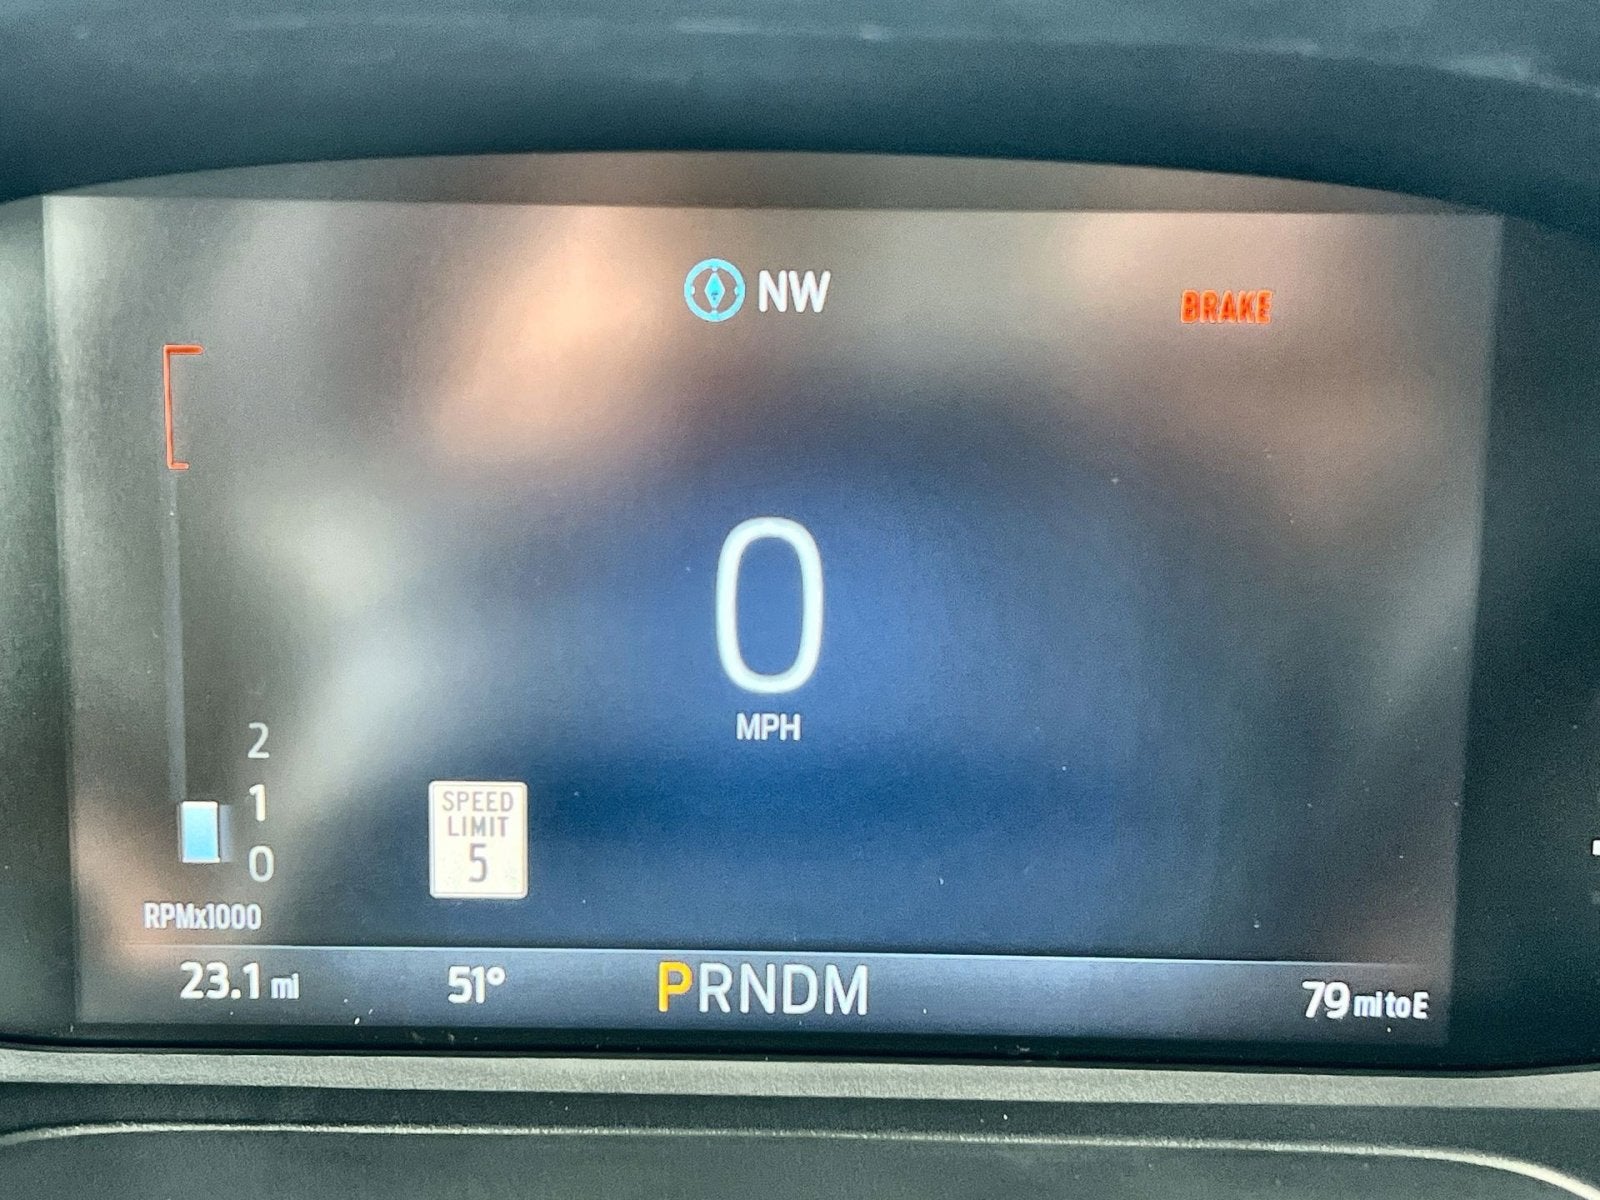 NW
BRAKE
0
MPH
2
1
0
SPEED
LIMIT
5
RPMx1000
23.1 mi 51° PRNDM 79 mi to E